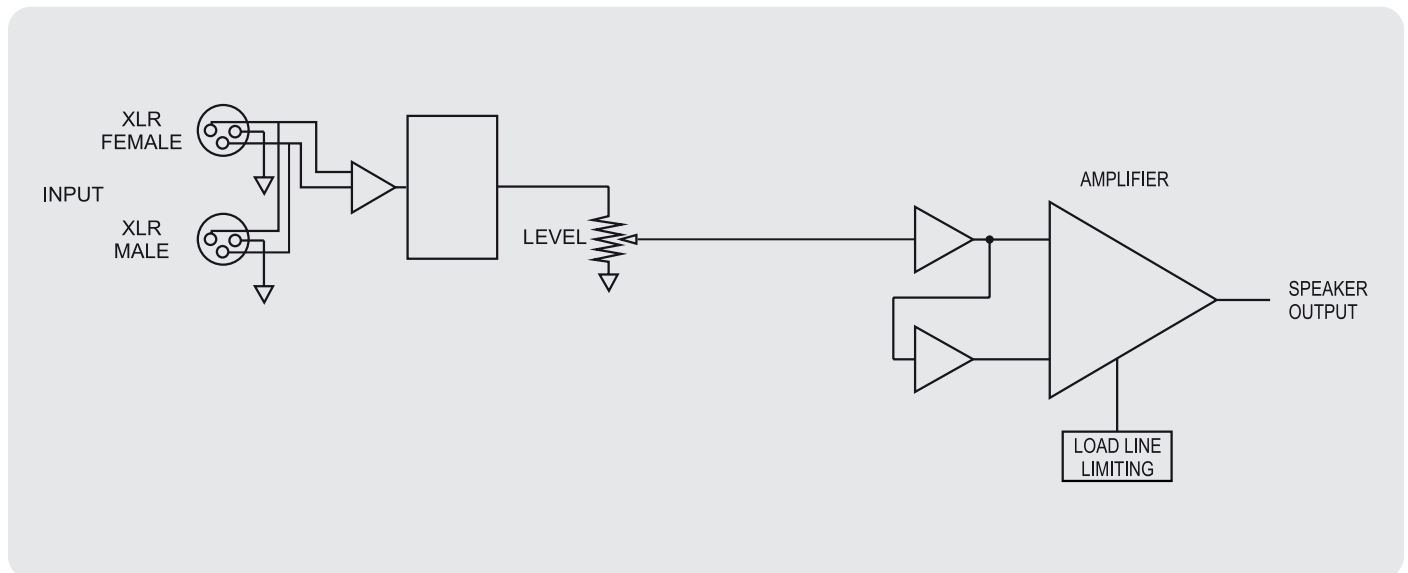 XLR
FEMALE
INPUT
XLR
MALE
LEVEL
AMPLIFIER
SPEAKER
OUTPUT
LOAD LINE
LIMITING